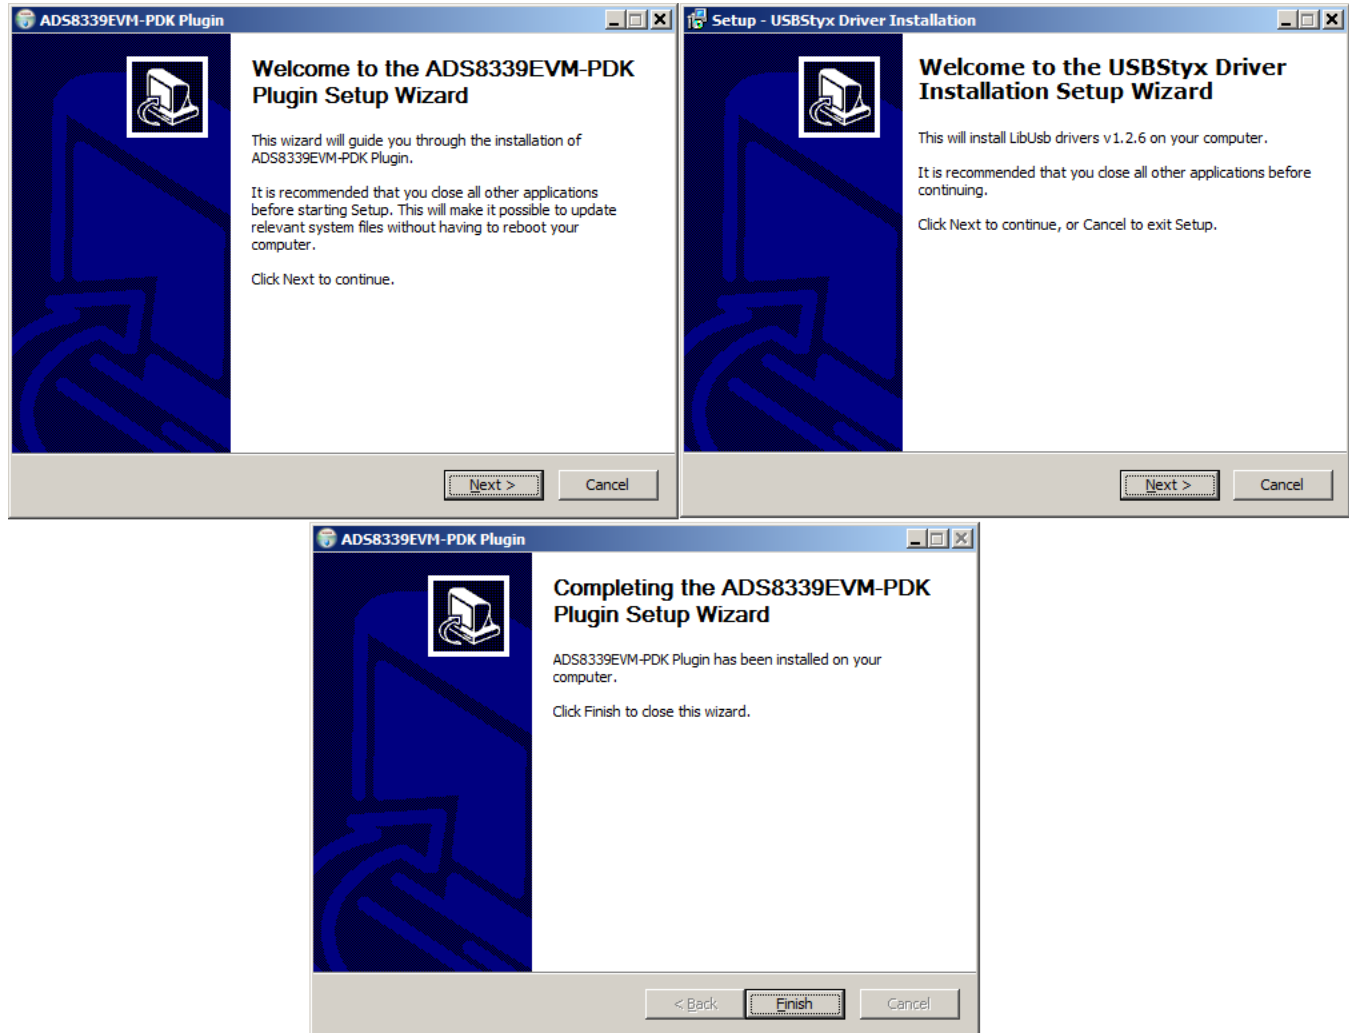 ADS8339EVM-PDK Plugin
Welcome to the ADS8339EVM-PDK
Plugin Setup Wizard
This wizard will guide you through the installation of
ADS8339EVM-PDK Plugin.
It is recommended that you close all other applications
before starting Setup. This will make it possible to update
relevant system files without having to reboot your
computer.
Click Next to continue.
Next >
Cancel
Setup - USBStyx Driver Installation
Welcome to the USBStyx Driver
Installation Setup Wizard
This will install LibUsb drivers v1.2.6 on your computer.
It is recommended that you close all other applications before
continuing.
Click Next to continue, or Cancel to exit Setup.
Next >
Cancel
ADS8339EVM-PDK Plugin
Completing the ADS8339EVM-PDK
Plugin Setup Wizard
ADS8339EVM-PDK Plugin has been installed on your
computer.
Click Finish to close this wizard.
< Back
Finish
Cancel